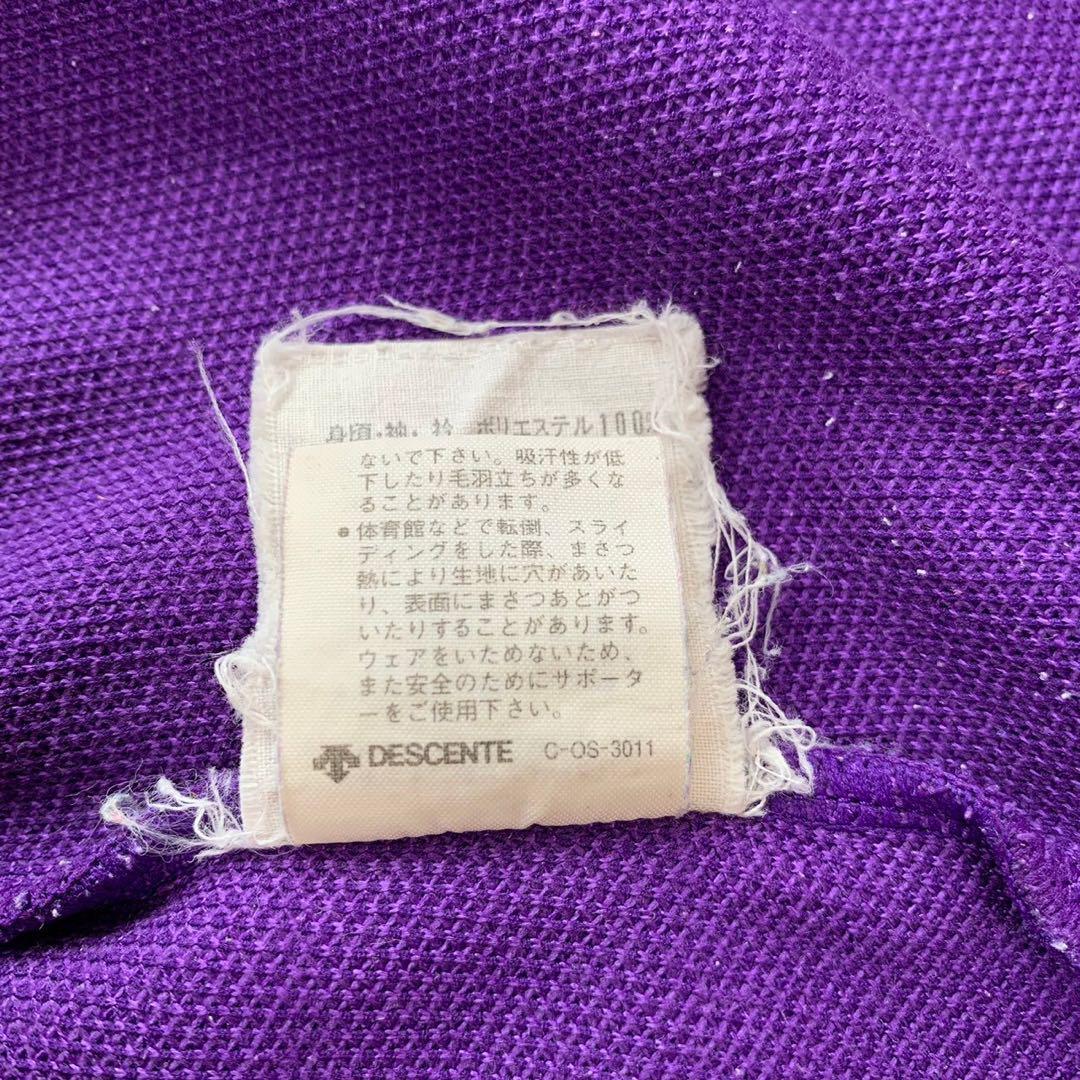 身頃・袖・衿 ポリエステル100%
ないで下さい。吸汗性が低
下したり毛羽立ちが多くな
ることがあります。
●体育館などで転倒、スライ
ディングをした際、まさつ
熱により生地に穴があいた
り、表面にまさつあとがつ
いたりすることがあります。
ウェアをいためないため、
また安全のためにサポータ
ーをご使用下さい。
DESCENTE C-OS-3011